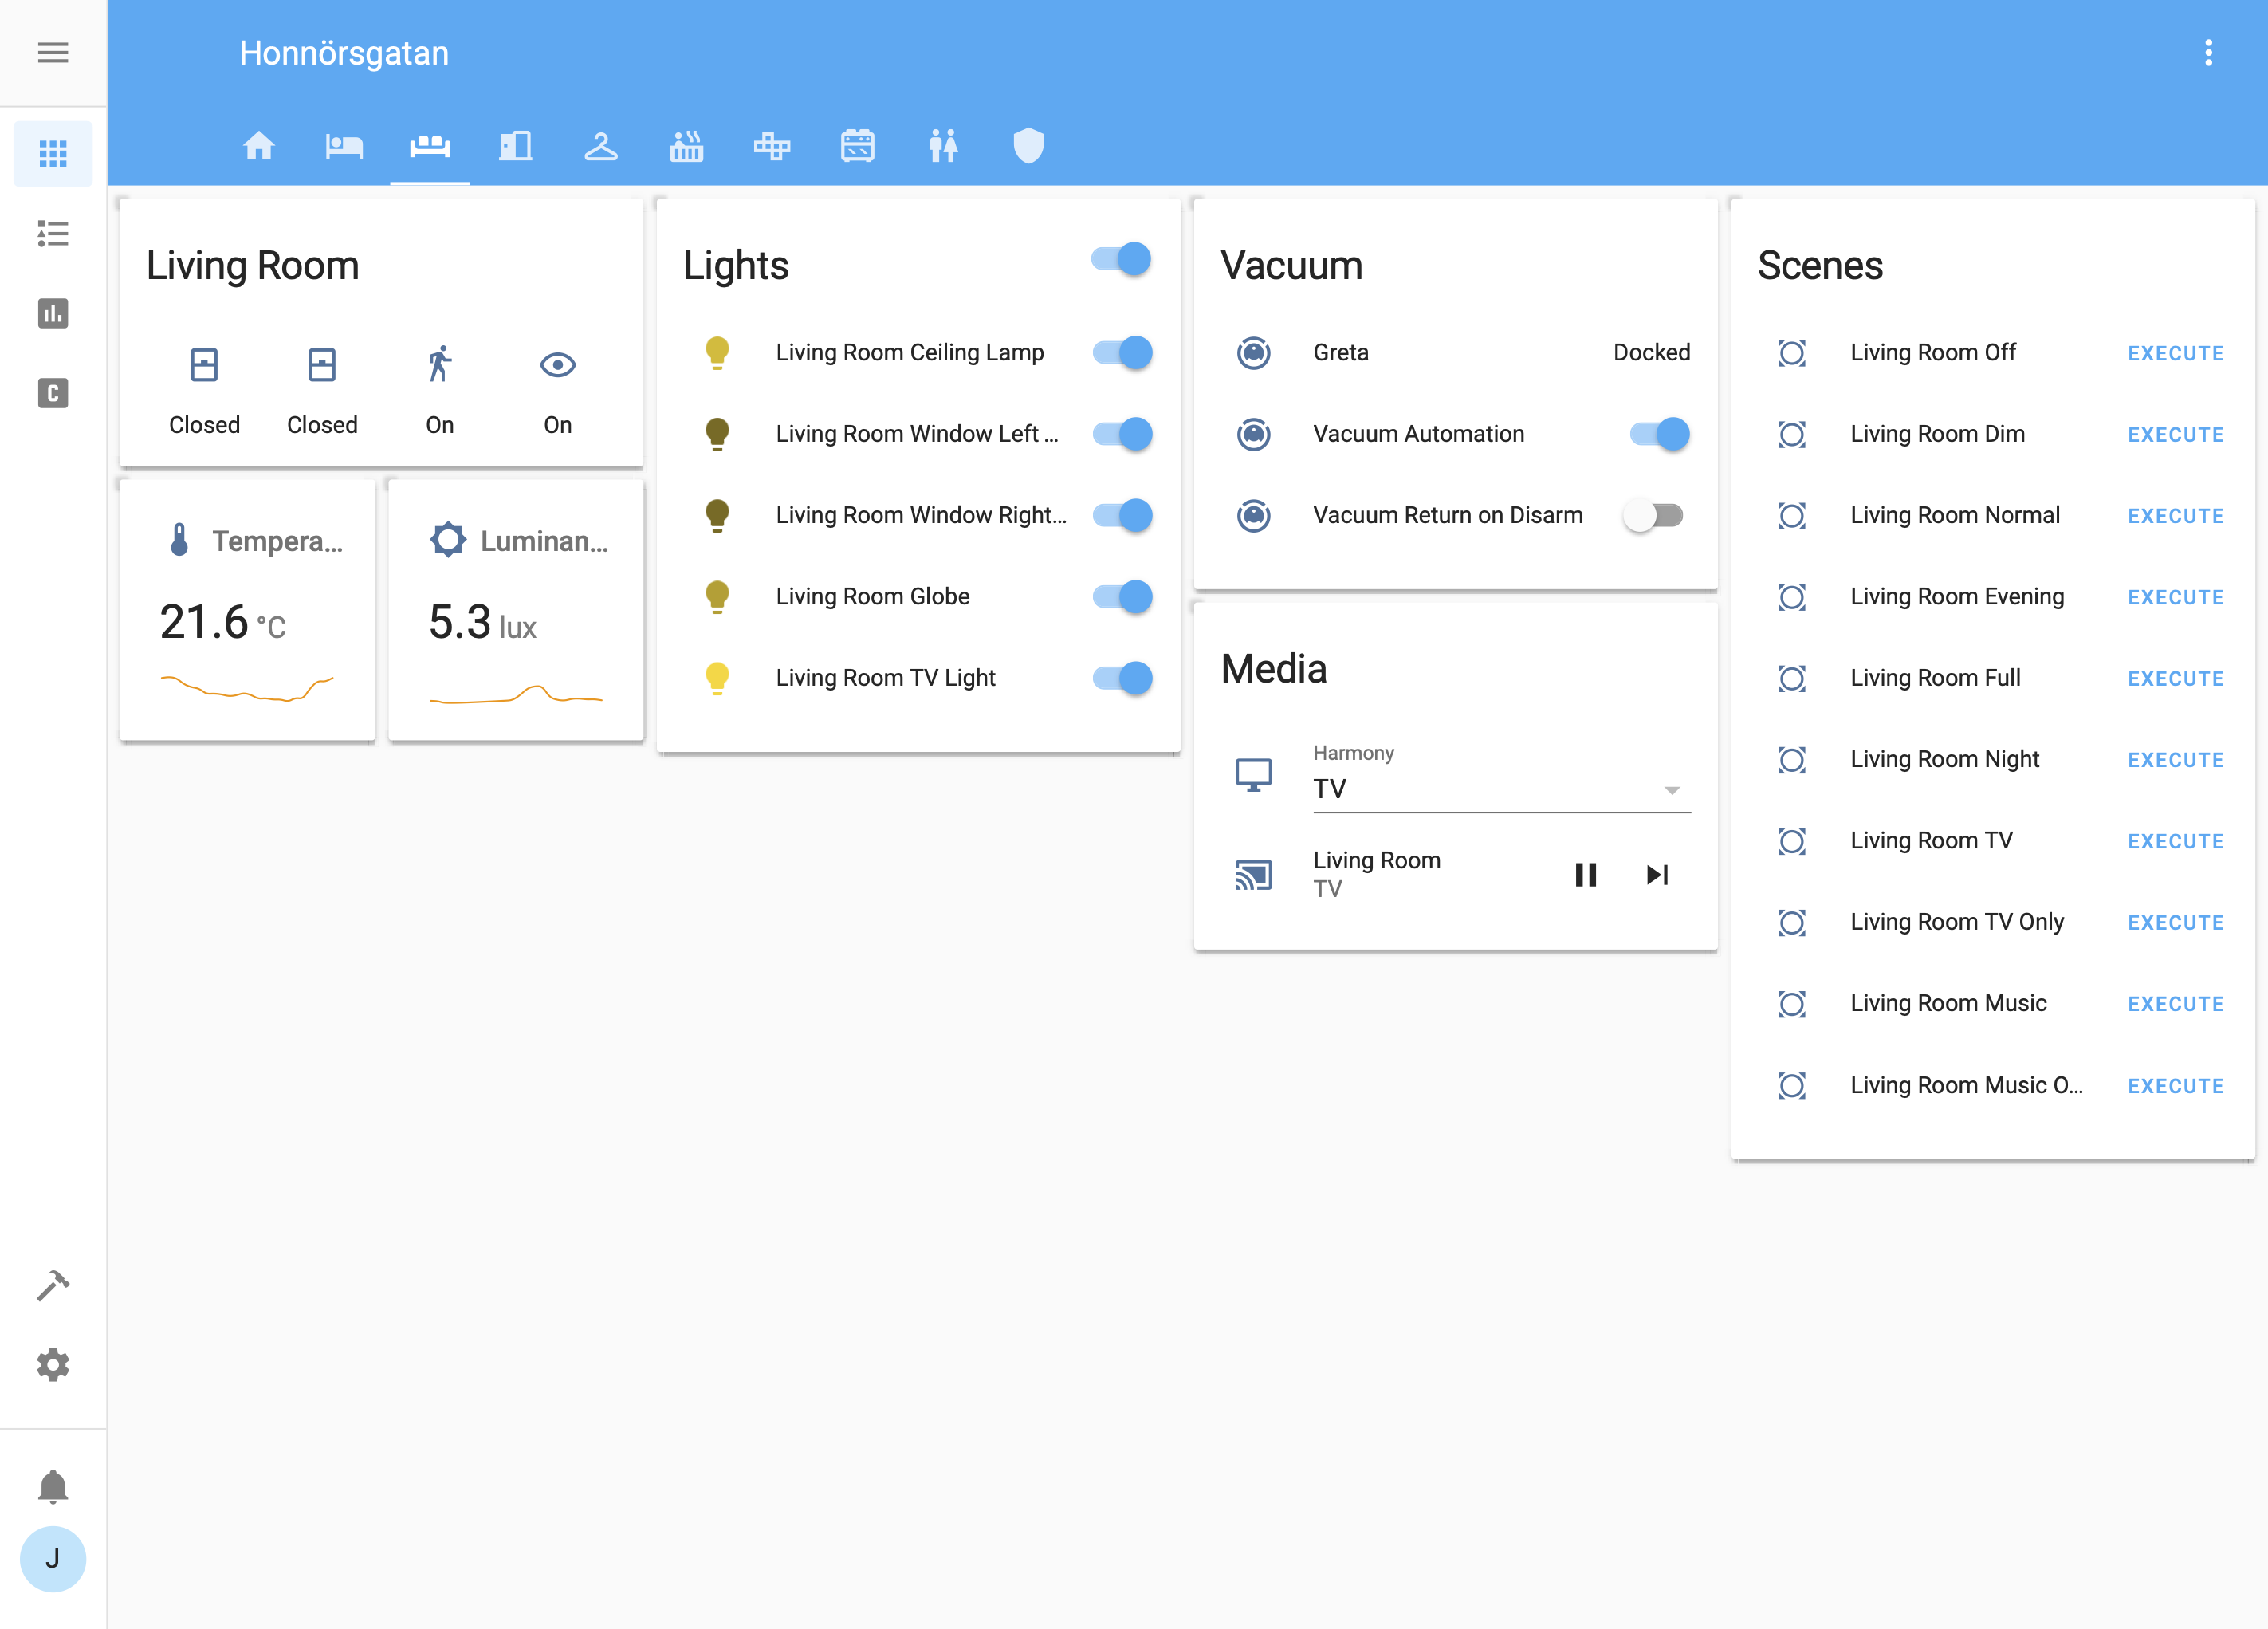 Honnörsgatan
C
Living Room
Closed
Closed
On
On
Tempera...
21.6 °C
Luminan...
5.3 lux
Lights
Living Room Ceiling Lamp
Living Room Window Left ...
Living Room Window Right...
Living Room Globe
Living Room TV Light
Vacuum
Greta
Docked
Vacuum Automation
Vacuum Return on Disarm
Media
Harmony
TV
Living Room
TV
Scenes
Living Room Off EXECUTE
Living Room Dim EXECUTE
Living Room Normal EXECUTE
Living Room Evening EXECUTE
Living Room Full EXECUTE
Living Room Night EXECUTE
Living Room TV EXECUTE
Living Room TV Only EXECUTE
Living Room Music EXECUTE
Living Room Music O... EXECUTE
J